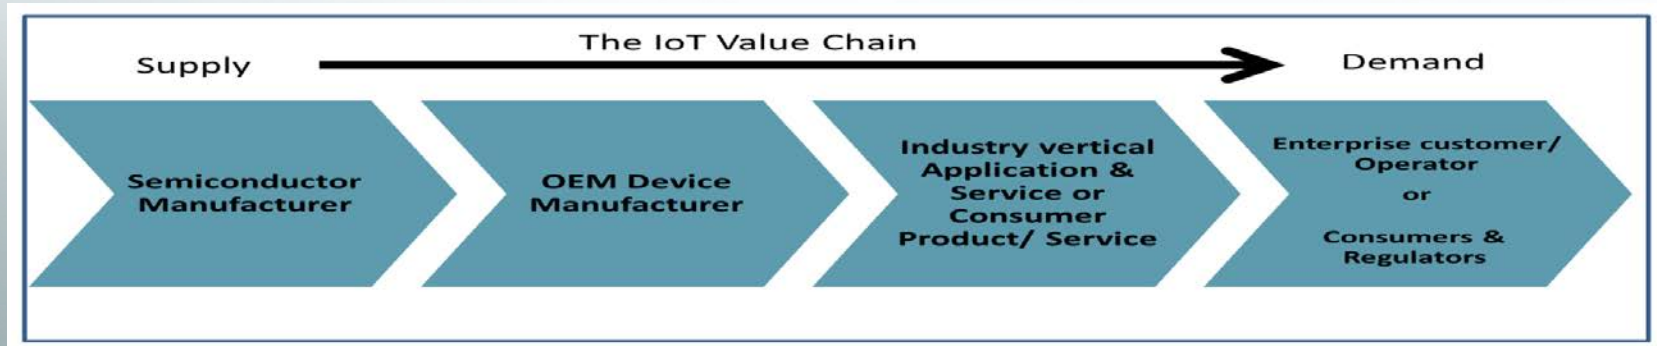 The IoT Value Chain
Supply
Demand
Semiconductor
Manufacturer
OEM Device
Manufacturer
Industry vertical
Application &
Service or
Consumer
Product/ Service
Enterprise customer/
Operator
or
Consumers &
Regulators